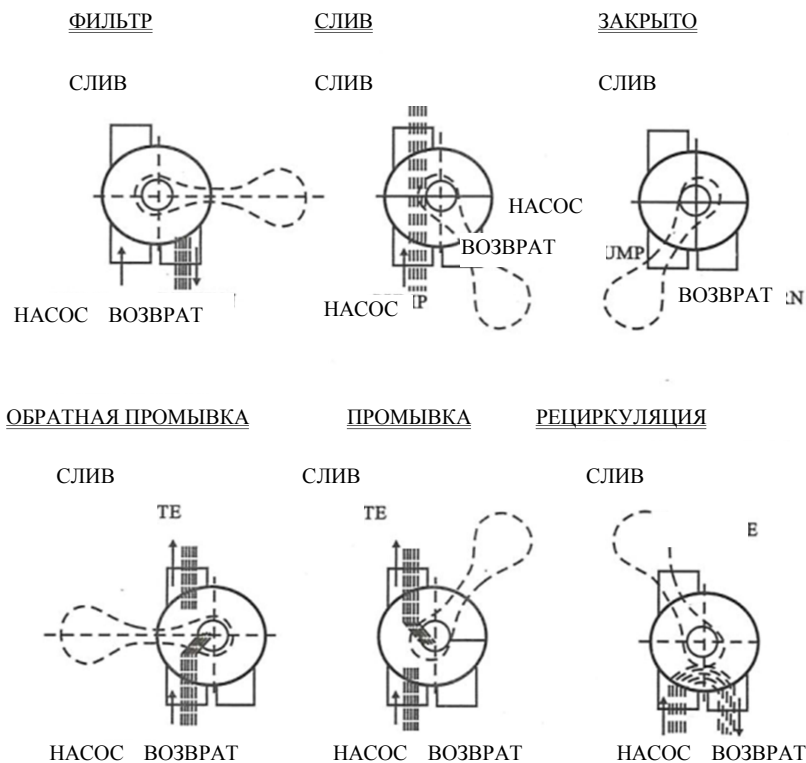 ФИЛЬТР СЛИВ ЗАКРЫТО
СЛИВ СЛИВ СЛИВ
НАСОС
ВОЗВРАТ
UMP
ВОЗВРАТ RN
НАСОС ВОЗВРАТ НАСОС P
ОБРАТНАЯ ПРОМЫВКА ПРОМЫВКА РЕЦИРКУЛЯЦИЯ
СЛИВ СЛИВ СЛИВ
TE TE E
НАСОС ВОЗВРАТ НАСОС ВОЗВРАТ НАСОС ВОЗВРАТ